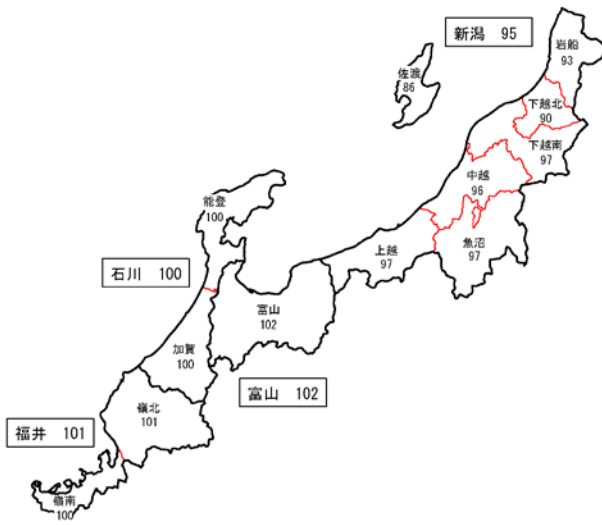 新潟 95
岩船
93
佐渡
86
下越北
90
下越南
97
中越
96
能登
100
魚沼
97
上越
97
石川 100
富山
102
加賀
100
富山 102
嶺北
101
福井 101
嶺南
100